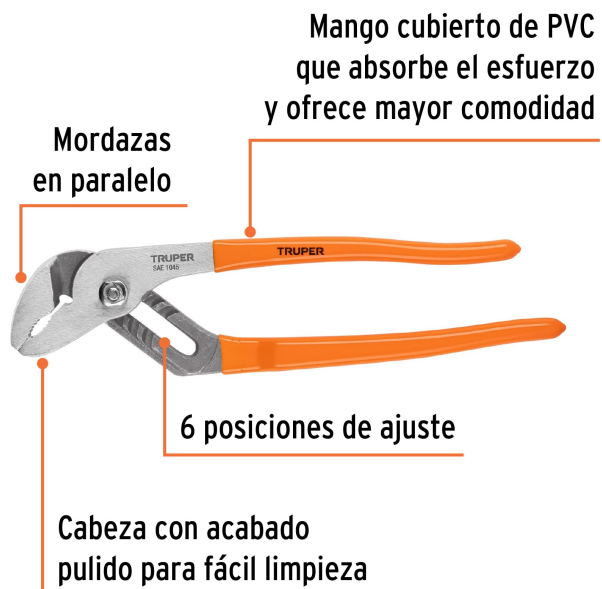 Mango cubierto de PVC
que absorbe el esfuerzo
y ofrece mayor comodidad
Mordazas
en paralelo
TRUPER
TRUPER
SAE 1045
6 posiciones de ajuste
Cabeza con acabado
pulido para fácil limpieza